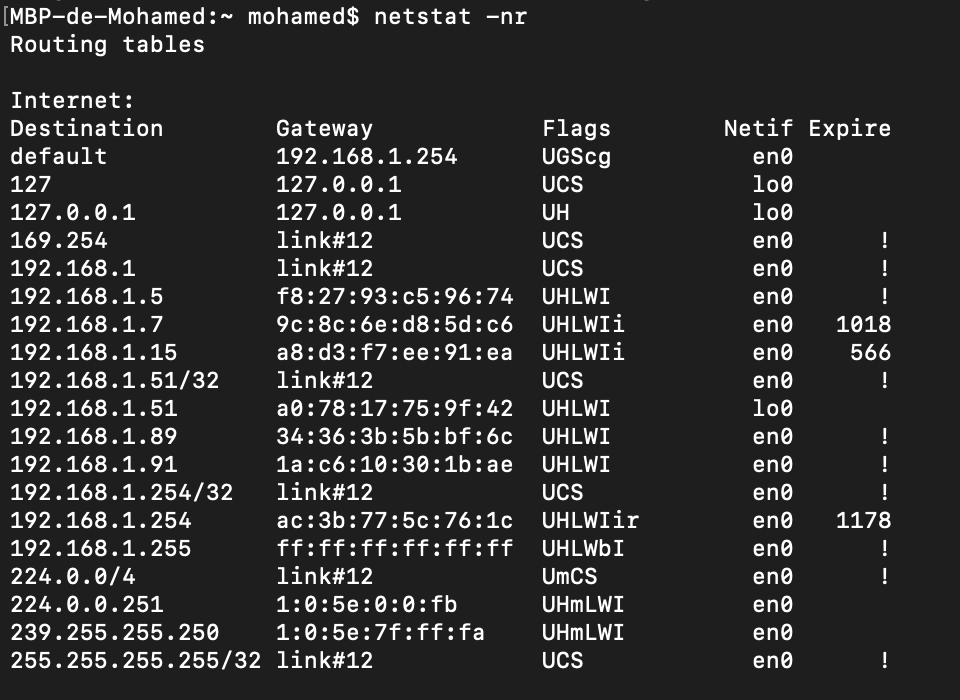 [MBP-de-Mohamed:~ mohamed$ netstat -nr
Routing tables

Internet:
Destination        Gateway            Flags        Netif Expire
default            192.168.1.254      UGScg          en0
127                127.0.0.1          UCS            lo0
127.0.0.1          127.0.0.1          UH             lo0
169.254            link#12            UCS            en0      !
192.168.1          link#12            UCS            en0      !
192.168.1.5        f8:27:93:c5:96:74  UHLWI          en0      !
192.168.1.7        9c:8c:6e:d8:5d:c6  UHLWIi         en0   1018
192.168.1.15       a8:d3:f7:ee:91:ea  UHLWIi         en0    566
192.168.1.51/32    link#12            UCS            en0      !
192.168.1.51       a0:78:17:75:9f:42  UHLWI          lo0
192.168.1.89       34:36:3b:5b:bf:6c  UHLWI          en0      !
192.168.1.91       1a:c6:10:30:1b:ae  UHLWI          en0      !
192.168.1.254/32   link#12            UCS            en0      !
192.168.1.254      ac:3b:77:5c:76:1c  UHLWIir        en0   1178
192.168.1.255      ff:ff:ff:ff:ff:ff  UHLWbI         en0      !
224.0.0/4          link#12            UmCS           en0      !
224.0.0.251        1:0:5e:0:0:fb      UHmLWI         en0
239.255.255.250    1:0:5e:7f:ff:fa    UHmLWI         en0
255.255.255.255/32 link#12            UCS            en0      !